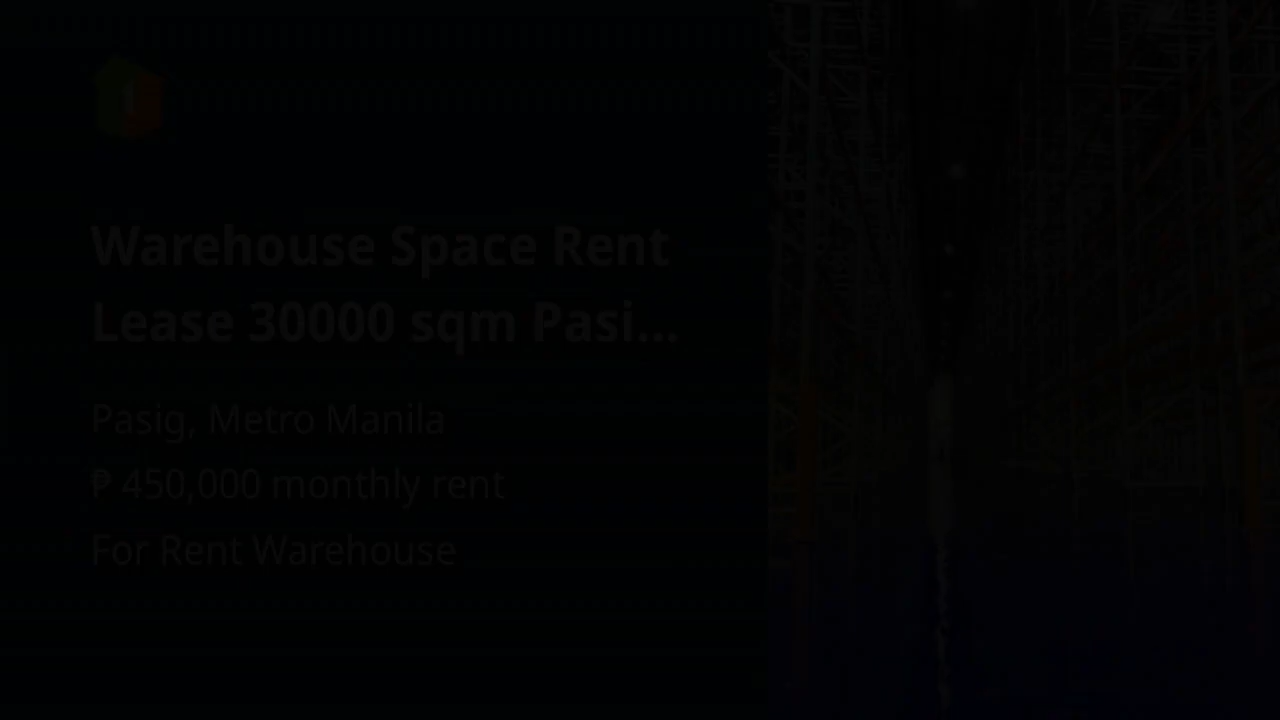 Warehouse Space Rent
Lease 30000 sqm Pasi...
Pasig, Metro Manila
₱ 450,000 monthly rent
For Rent Warehouse